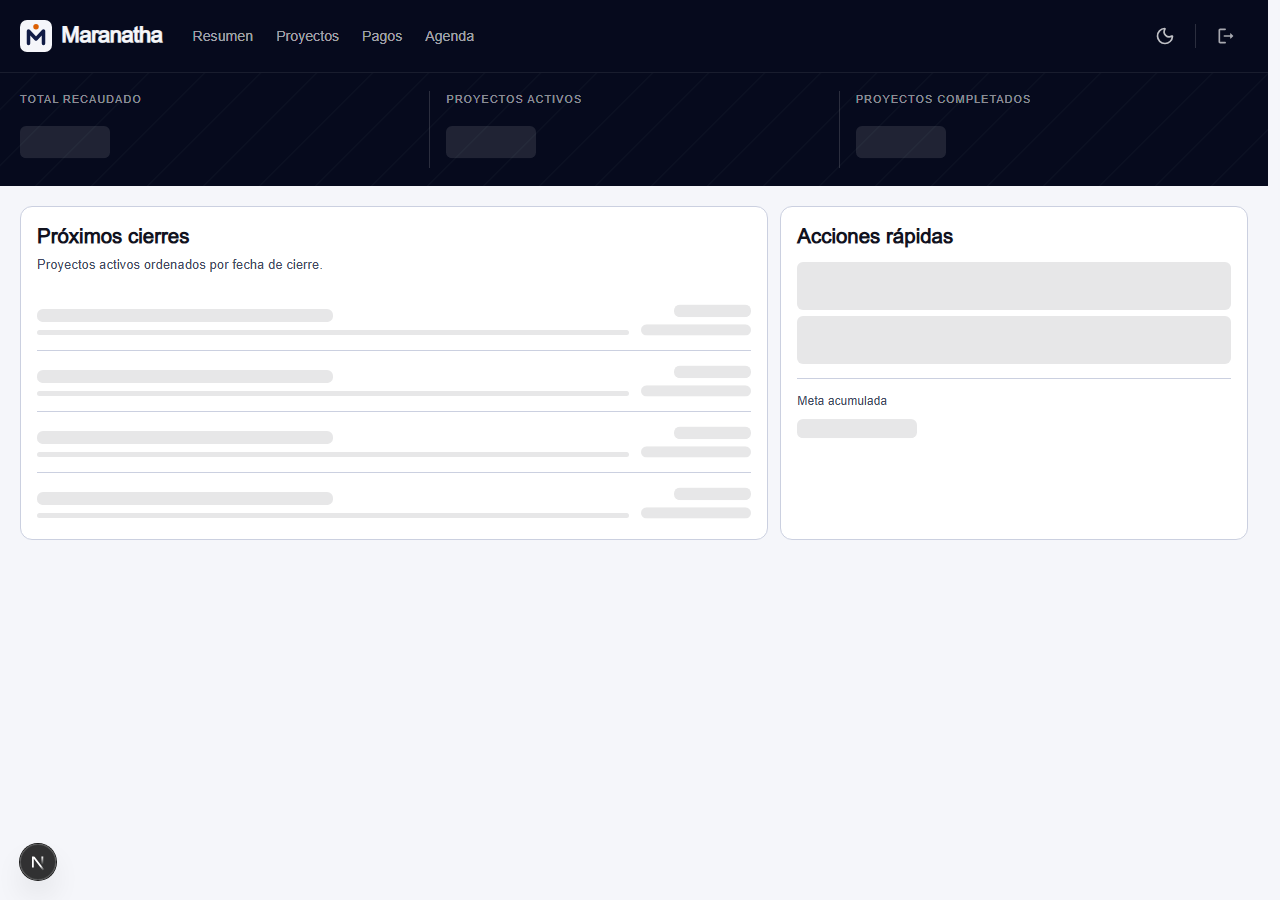 Maranatha
Resumen
Proyectos
Pagos
Agenda
TOTAL RECAUDADO
PROYECTOS ACTIVOS
PROYECTOS COMPLETADOS
Próximos cierres
Proyectos activos ordenados por fecha de cierre.
Acciones rápidas
Meta acumulada